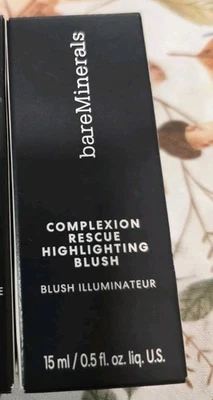 bareMinerals
COMPLEXION
RESCUE
HIGHLIGHTING
BLUSH
BLUSH ILLUMINATEUR
15 ml / 0.5 fl. oz. liq. U.S.